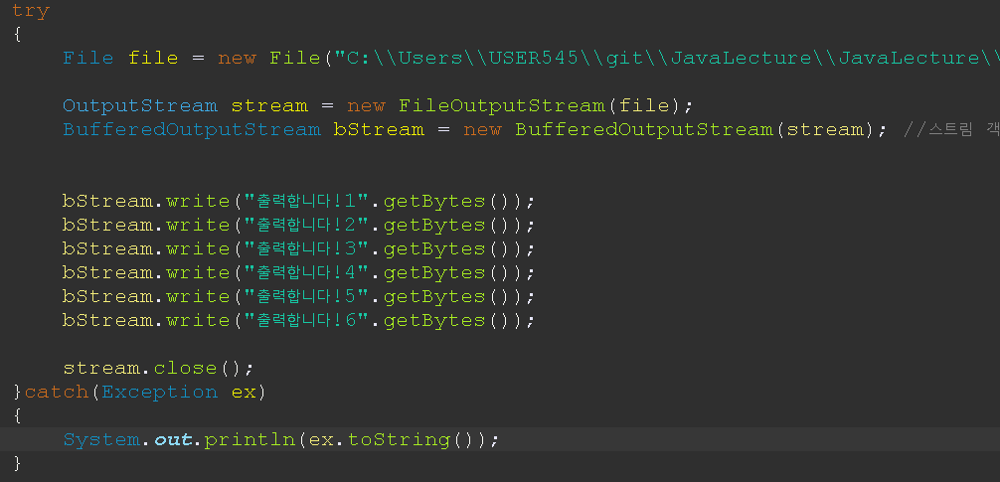 try
{
File file = new File("C:\\Users\\USER545\\git\\JavaLecture\\JavaLecture\\
OutputStream stream = new FileOutputStream(file);
BufferedOutputStream bStream = new BufferedOutputStream(stream); //스트림 객
bStream.write("출력합니다!1".getBytes());
bStream.write("출력합니다!2".getBytes());
bStream.write("출력합니다!3".getBytes());
bStream.write("출력합니다!4".getBytes());
bStream.write("출력합니다!5".getBytes());
bStream.write("출력합니다!6".getBytes());
stream.close();
}catch(Exception ex)
{
System.out.println(ex.toString());
}